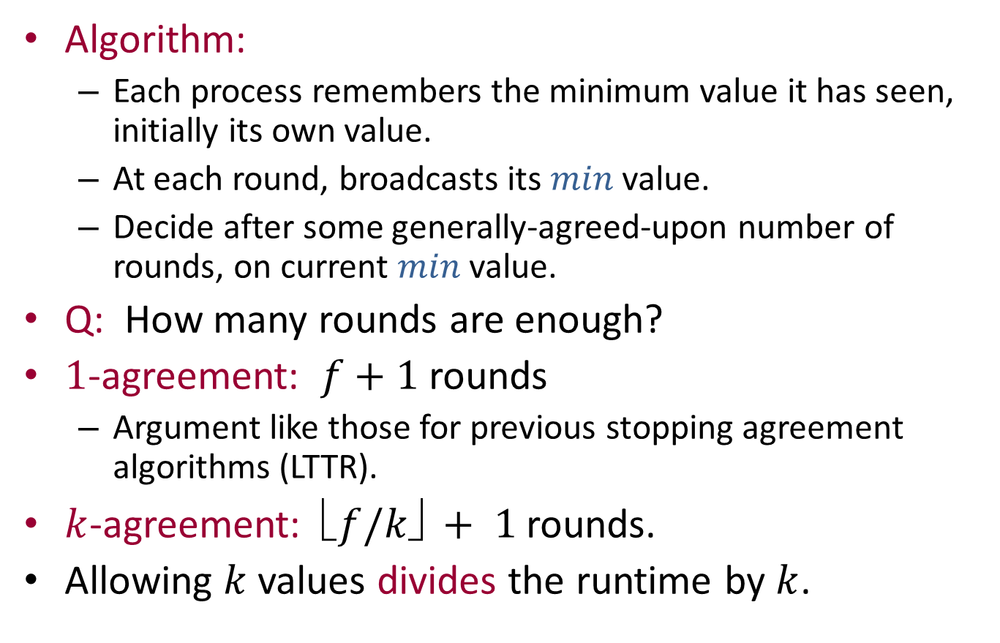 • Algorithm:
– Each process remembers the minimum value it has seen,
initially its own value.
– At each round, broadcasts its min value.
– Decide after some generally-agreed-upon number of
rounds, on current min value.
• Q: How many rounds are enough?
• 1-agreement: f + 1 rounds
– Argument like those for previous stopping agreement
algorithms (LTTR).
• k-agreement: ⌊f/k⌋ + 1 rounds.
• Allowing k values divides the runtime by k.